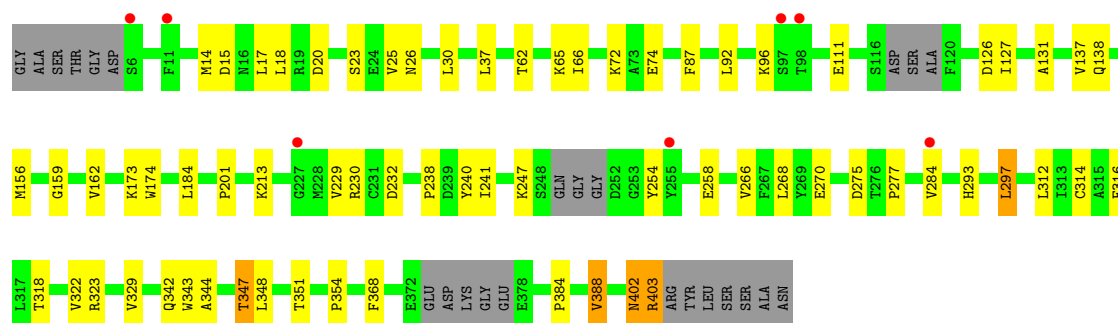 GLY ALA SER THR GLY ASP S6 F11 M14 D15 N16 L17 L18 R19 D20 S23 E24 V25 N26 L30 L37 T62 K65 I66 K72 A73 E74 F87 L92 K96 S97 T98 E111 S116 ASP SER ALA F120 D126 I127 A131 V137 Q138
M156 G159 V162 K173 W174 L184 P201 K213 G227 M228 V229 R230 C231 D232 P238 D239 Y240 I241 K247 S248 GLN GLY GLY D252 G253 Y254 Y255 E258 V266 F267 L268 Y269 E270 D275 T276 P277 V284 H293 L297 L312 I313 C314 A315
L317 T318 V322 R323 V329 Q342 W343 A344 T347 L348 T351 P354 F368 E372 GLU ASP LYS GLY GLU E378 P384 V388 N402 R403 ARG TYR LEU SER SER ALA ASN